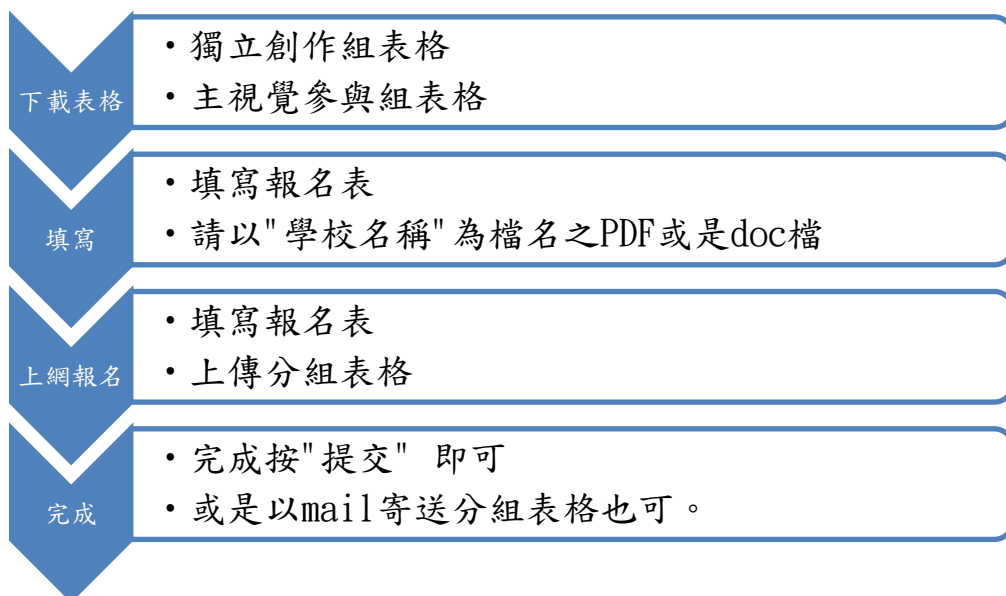 下載表格
・獨立創作組表格
・主視覺參與組表格
填寫
・填寫報名表
・請以"學校名稱"為檔名之PDF或是doc檔
上網報名
・填寫報名表
・上傳分組表格
完成
・完成按"提交" 即可
・或是以mail寄送分組表格也可。